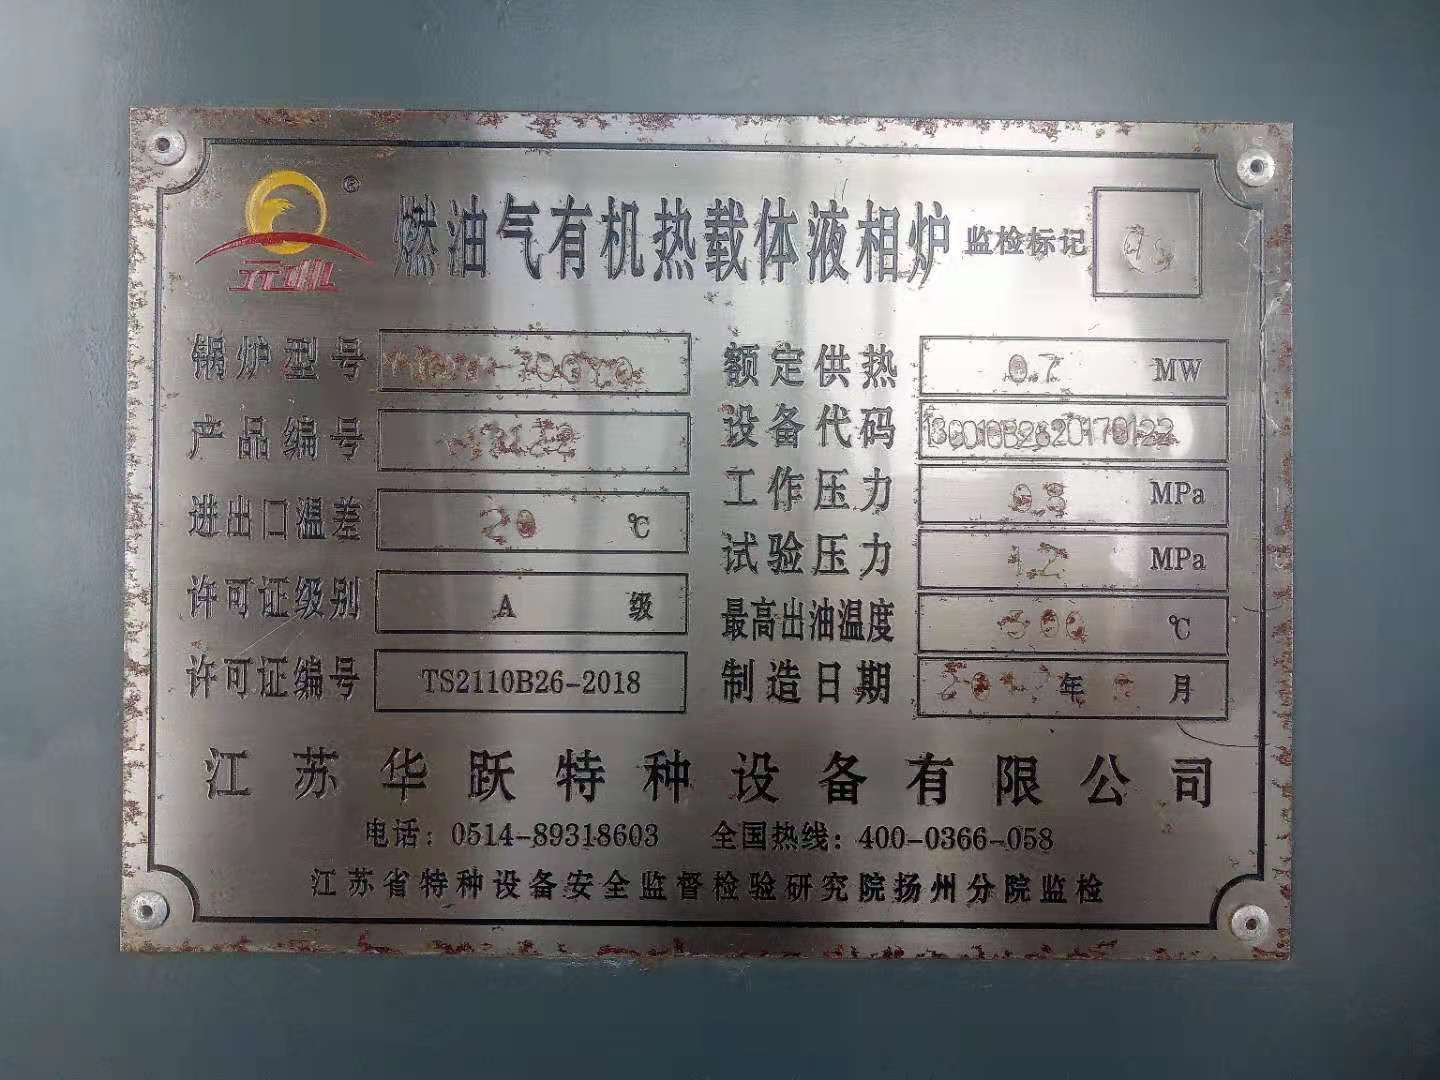 元业 ®
燃油气有机热载体液相炉 监检标记
锅炉型号
额定供热 0.7 MW
产品编号
设备代码
进出口温差 20 ℃
工作压力 MPa
试验压力 MPa
许可证级别 A 级
最高出油温度 300 ℃
许可证编号 TS2110B26-2018
制造日期 2017 年 月
江苏华跃特种设备有限公司
电话：0514-89318603 全国热线：400-0366-058
江苏省特种设备安全监督检验研究院扬州分院监检